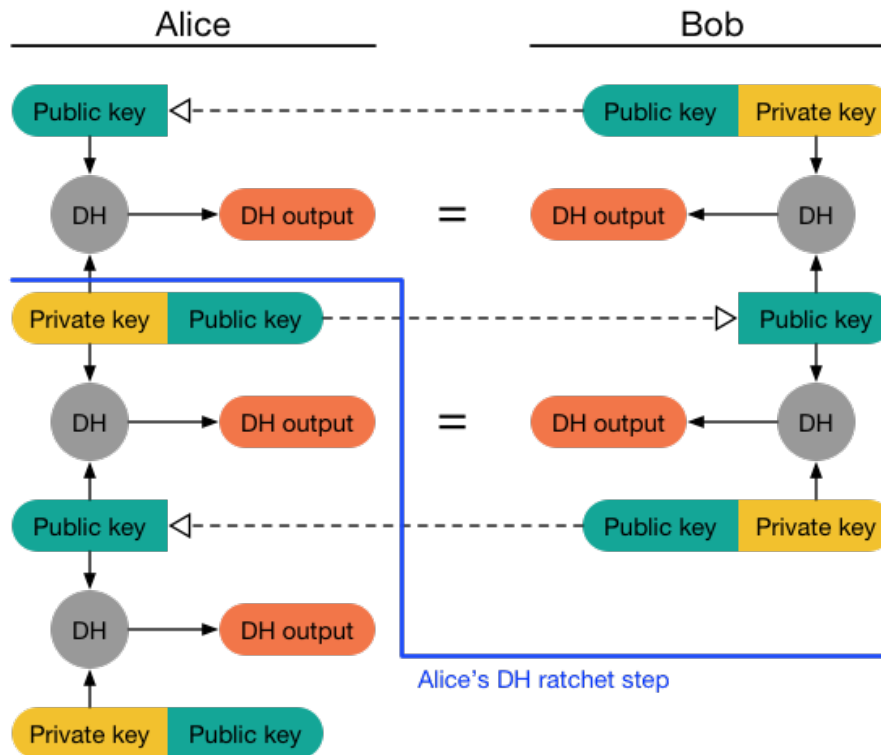 Alice Bob
Public key Public key Private key
DH DH output = DH output DH
Private key Public key Public key
DH DH output = DH output DH
Public key Public key Private key
DH DH output
Alice's DH ratchet step
Private key Public key